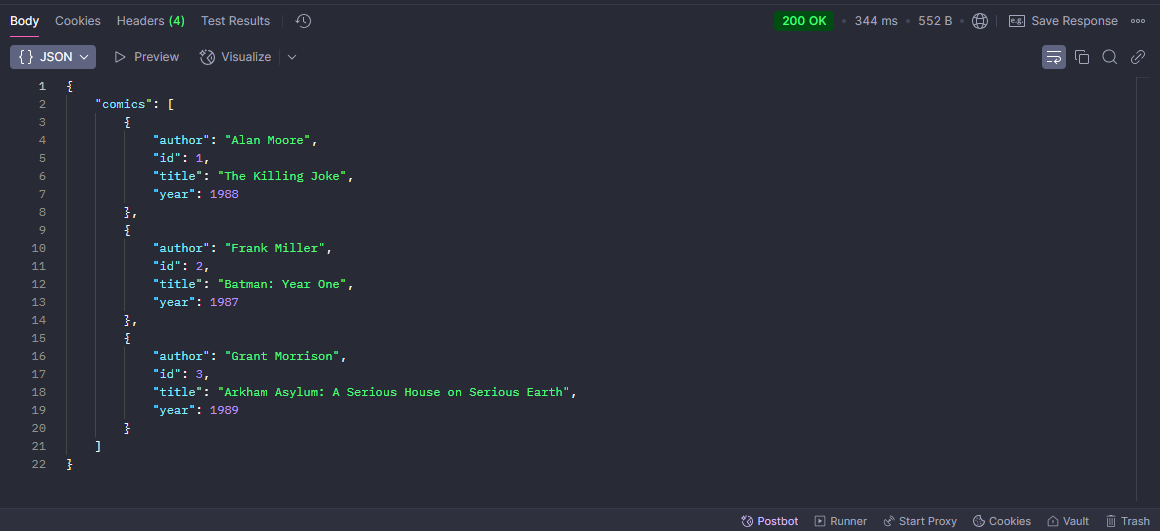 Body Cookies Headers (4) Test Results 200 OK • 344 ms • 552 B • e.g. Save Response
{} JSON Preview Visualize
1 {
2 "comics": [
3 {
4 "author": "Alan Moore",
5 "id": 1,
6 "title": "The Killing Joke",
7 "year": 1988
8 },
9 {
10 "author": "Frank Miller",
11 "id": 2,
12 "title": "Batman: Year One",
13 "year": 1987
14 },
15 {
16 "author": "Grant Morrison",
17 "id": 3,
18 "title": "Arkham Asylum: A Serious House on Serious Earth",
19 "year": 1989
20 }
21 ]
22 }
Postbot Runner Start Proxy Cookies Vault Trash